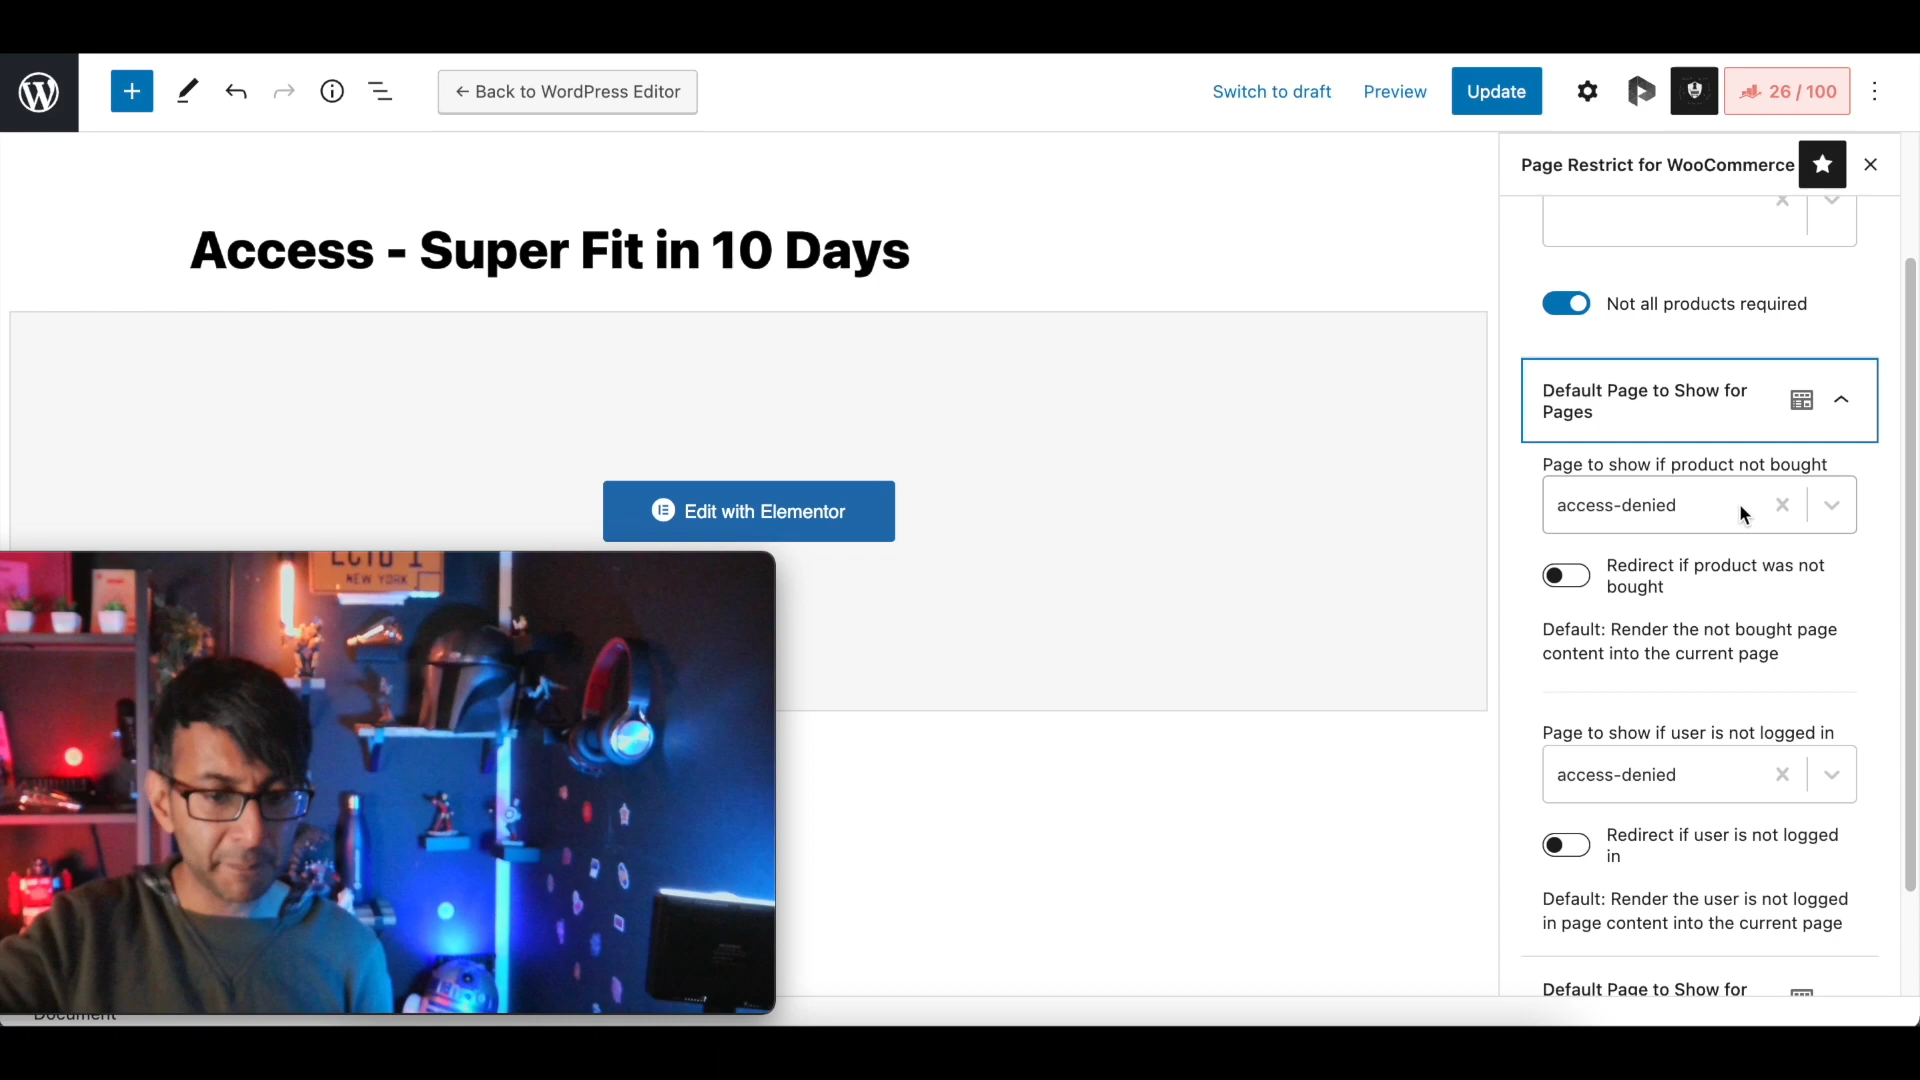 ← Back to WordPress Editor
Switch to draft
Preview
Update
26 / 100
Page Restrict for WooCommerce
Access - Super Fit in 10 Days
Not all products required
Default Page to Show for
Pages
Page to show if product not bought
access-denied
Edit with Elementor
Redirect if product was not
bought
Default: Render the not bought page
content into the current page
Page to show if user is not logged in
access-denied
Redirect if user is not logged
in
Default: Render the user is not logged
in page content into the current page
Default Page to Show for
NEW YORK
Document